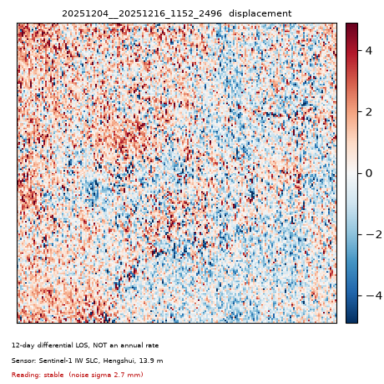 20251204__20251216_1152_2496 displacement
4
2
0
−2
−4
12-day differential LOS, NOT an annual rate
Sensor: Sentinel-1 IW SLC, Hengshui, 13.9 m
Reading: stable (noise sigma 2.7 mm)